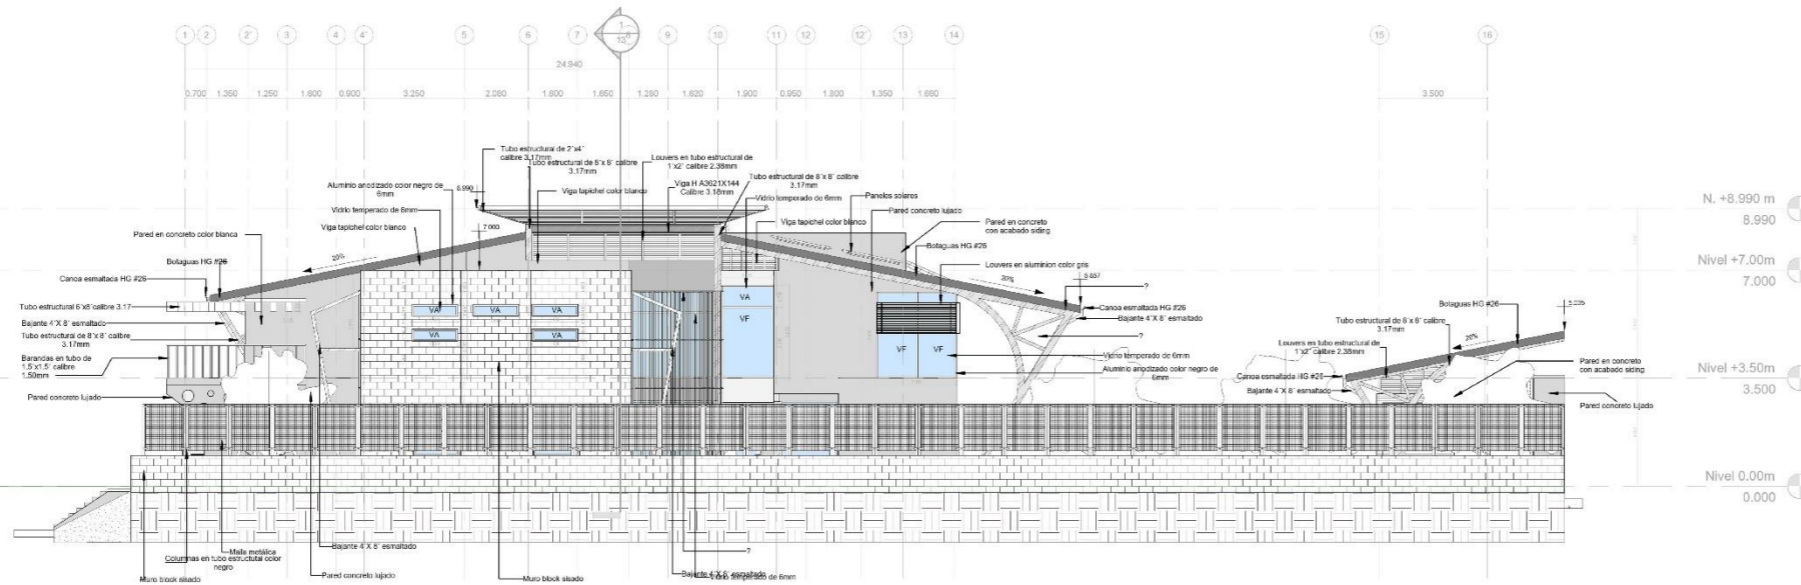 1 2 2' 3 4 4' 5 6 7 8 9 10 11 12 12' 13 14 15 16
1
13
24.940
0.700 1.350 1.250 1.600 0.900 3.250 2.080 1.600 1.650 1.280 1.620 1.900 0.950 1.800 1.350 1.660 3.500
Tubo estructural de 2"x4"
calibre 3.17mm
Tubo estructural de 8"x 8" calibre
3.17mm
Louvers en tubo estructural de
1"x2" calibre 2.38mm
Viga H A3621X144
Calibre 3.18mm
Tubo estructural de 8"x 8" calibre
3.17mm
Aluminio anodizado color negro de
6mm
8.990
Viga tapichel color blanco
Vidrio temperado de 6mm
Paneles solares
Vidrio temperado de 6mm
Pared concreto lujado
Viga tapichel color blanco
Viga tapichel color blanco
Pared en concreto
con acabado siding
Pared en concreto color blanca
7.000
Botaguas HG #26
20%
Botaguas HG #26
Canoa esmaltada HG #26
Louvers en aluminion color gris
20%
5.857
?
Tubo estructural 6"x8"calibre 3.17
Canoa esmaltada HG #26
Bajante 4"X 8" esmaltado
Bajante 4"X 8" esmaltado
Tubo estructural de 8"x 8" calibre
3.17mm
?
Barandas en tubo de
1.5"x1.5" calibre
1.50mm
Vidrio temperado de 6mm
Aluminio anodizado color negro de
6mm
Pared concreto lujado
VA VA VA
VA VA
VA
VF
VF VF
Botaguas HG #26
Tubo estructural de 8"x 8" calibre
3.17mm
20%
Louvers en tubo estructural de
1"x2" calibre 2.38mm
Pared en concreto
con acabado siding
Canoa esmaltada HG #26
Bajante 4"X 8" esmaltado
Pared concreto lujado
N. +8.990 m
8.990
Nivel +7.00m
7.000
Nivel +3.50m
3.500
Nivel 0.00m
0.000
Malla metálica
Columnas en tubo estructutal color
negro
Muro block sisado
Bajante 4"X 8" esmaltado
Pared concreto lujado
Muro block sisado
?
Bajante 4"X 8" esmaltado
Vidrio temperado de 6mm